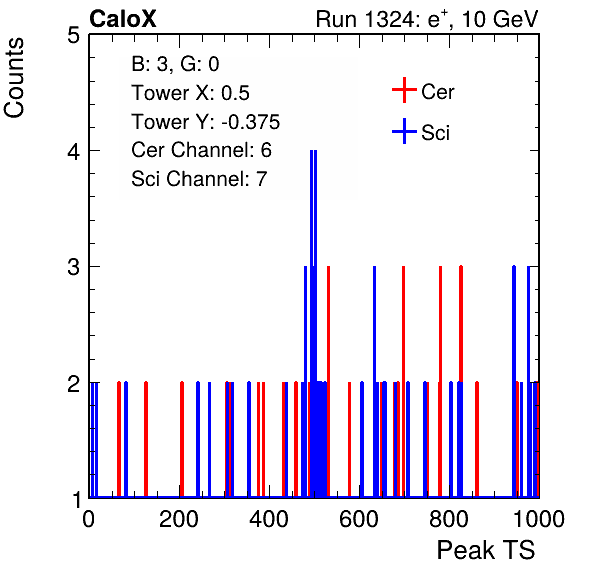 CaloX
Run 1324: e+, 10 GeV
Counts
5
4
3
2
1
B: 3, G: 0
Tower X: 0.5
Tower Y: -0.375
Cer Channel: 6
Sci Channel: 7
Cer
Sci
0 200 400 600 800 1000
Peak TS